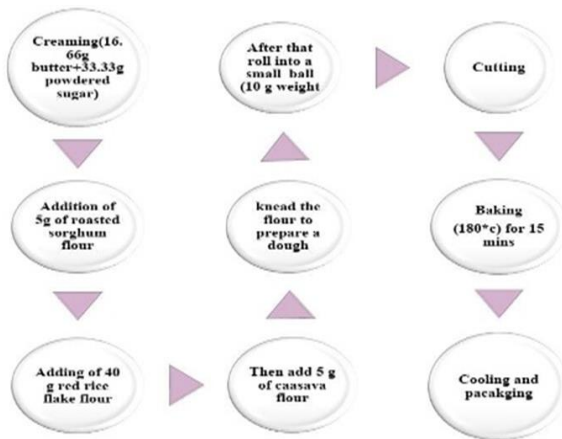 Creaming(16.
66g
butter+33.33g
powdered
sugar)
Addition of
5g of roasted
sorghum
flour
Adding of 40
g red rice
flake flour
Then add 5 g
of caasava
flour
knead the
flour to
prepare a
dough
After that
roll into a
small ball
(10 g weight
Cutting
Baking
(180*c) for 15
mins
Cooling and
pacakging